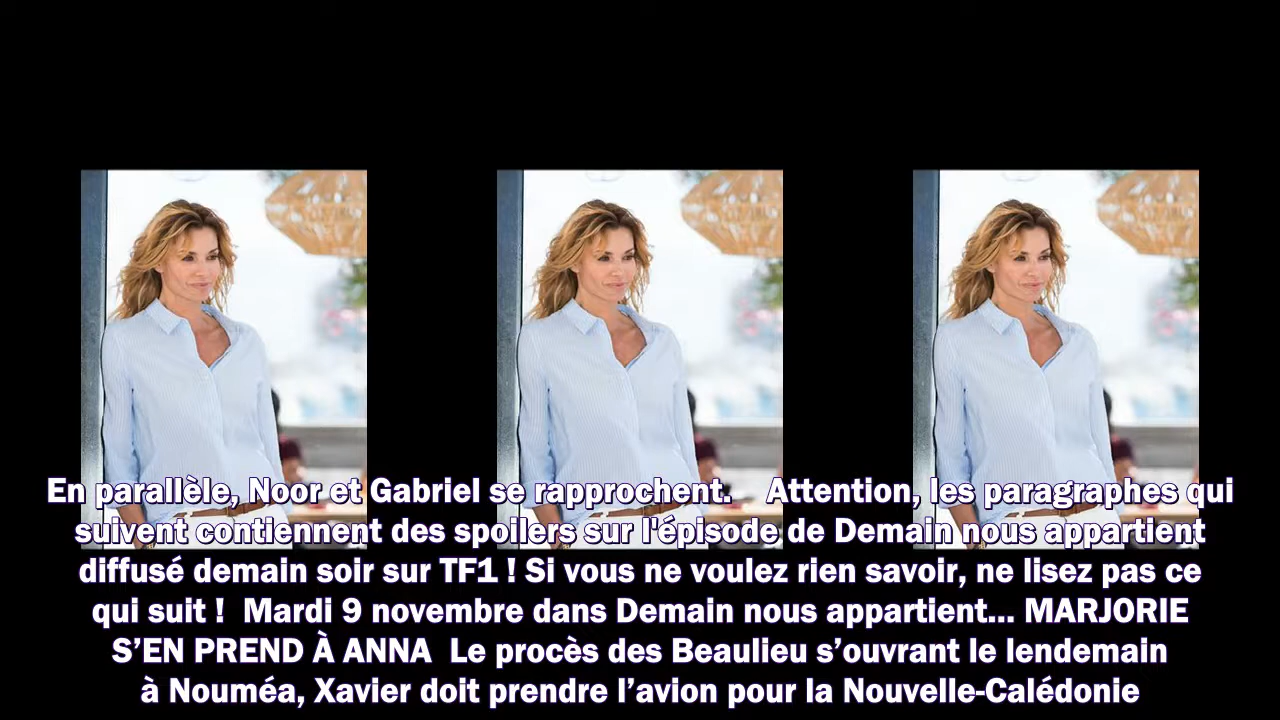 En parallèle, Noor et Gabriel se rapprochent. Attention, les paragraphes qui
suivent contiennent des spoilers sur l'épisode de Demain nous appartient
diffusé demain soir sur TF1 ! Si vous ne voulez rien savoir, ne lisez pas ce
qui suit ! Mardi 9 novembre dans Demain nous appartient... MARJORIE
S’EN PREND À ANNA Le procès des Beaulieu s’ouvrant le lendemain
à Nouméa, Xavier doit prendre l’avion pour la Nouvelle-Calédonie